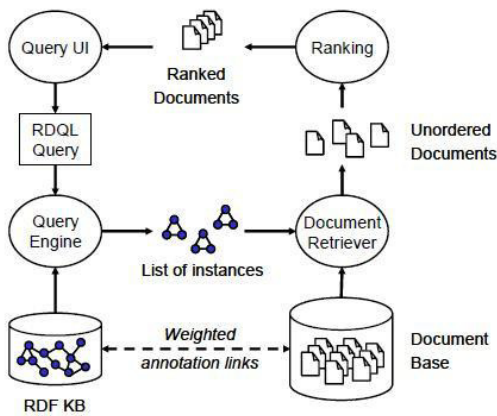 Query UI
Ranked
Documents
Ranking
RDQL
Query
Unordered
Documents
Query
Engine
List of instances
Document
Retriever
Weighted
annotation links
Document
Base
RDF KB